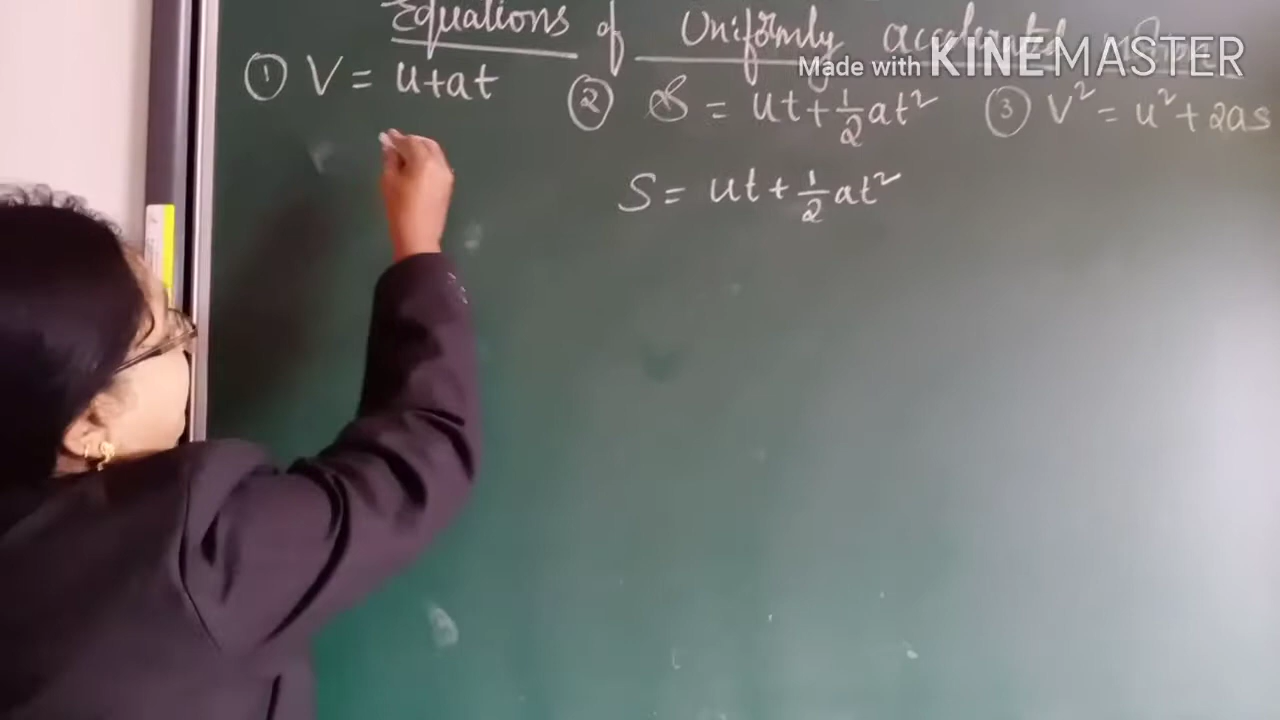 Equations of Uniformly accelerated
Made with KINEMASTER
① V = u+at ② S = ut+½at² ③ V² = u²+2as
S = ut+½at²